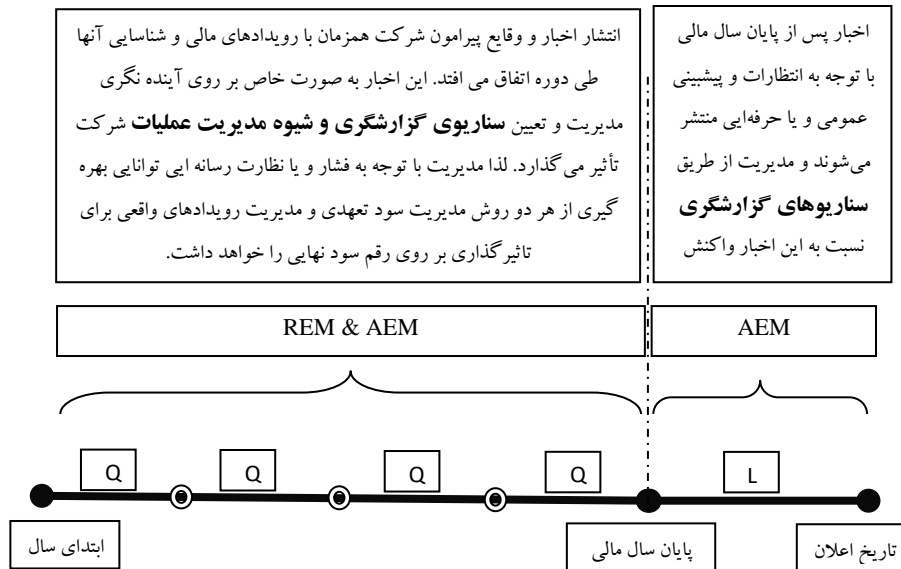 اخبار پس از پایان سال مالی
با توجه به انتظارات و پیشبینی
عمومی و یا حرفه‌ایی منتشر
می‌شوند و مدیریت از طریق
سناریوهای گزارشگری
نسبت به این اخبار واکنش
انتشار اخبار و وقایع پیرامون شرکت همزمان با رویدادهای مالی و شناسایی آنها
طی دوره اتفاق می افتد. این اخبار به صورت خاص بر روی آینده نگری
مدیریت و تعیین سناریوی گزارشگری و شیوه مدیریت عملیات شرکت
تأثیر می گذارد. لذا مدیریت با توجه به فشار و یا نظارت رسانه ایی توانایی بهره
گیری از هر دو روش مدیریت سود تعهدی و مدیریت رویدادهای واقعی برای
تاثیرگذاری بر روی رقم سود نهایی را خواهد داشت.
REM & AEM
AEM
Q
Q
Q
Q
L
ابتدای سال
پایان سال مالی
تاریخ اعلان